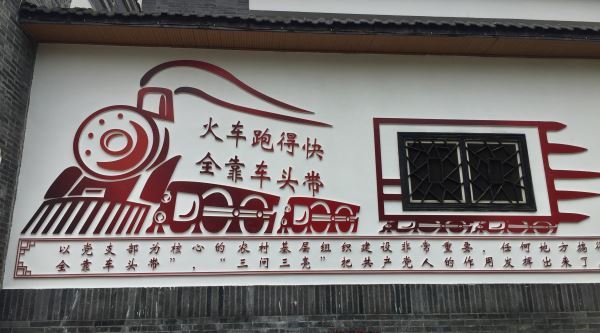 火车跑得快
全靠车头带
以党支部为核心的农村基层组织建设非常重要，任何地方搞得
全靠车头带”，“三问三亮”把共产党人的作用发挥出来了